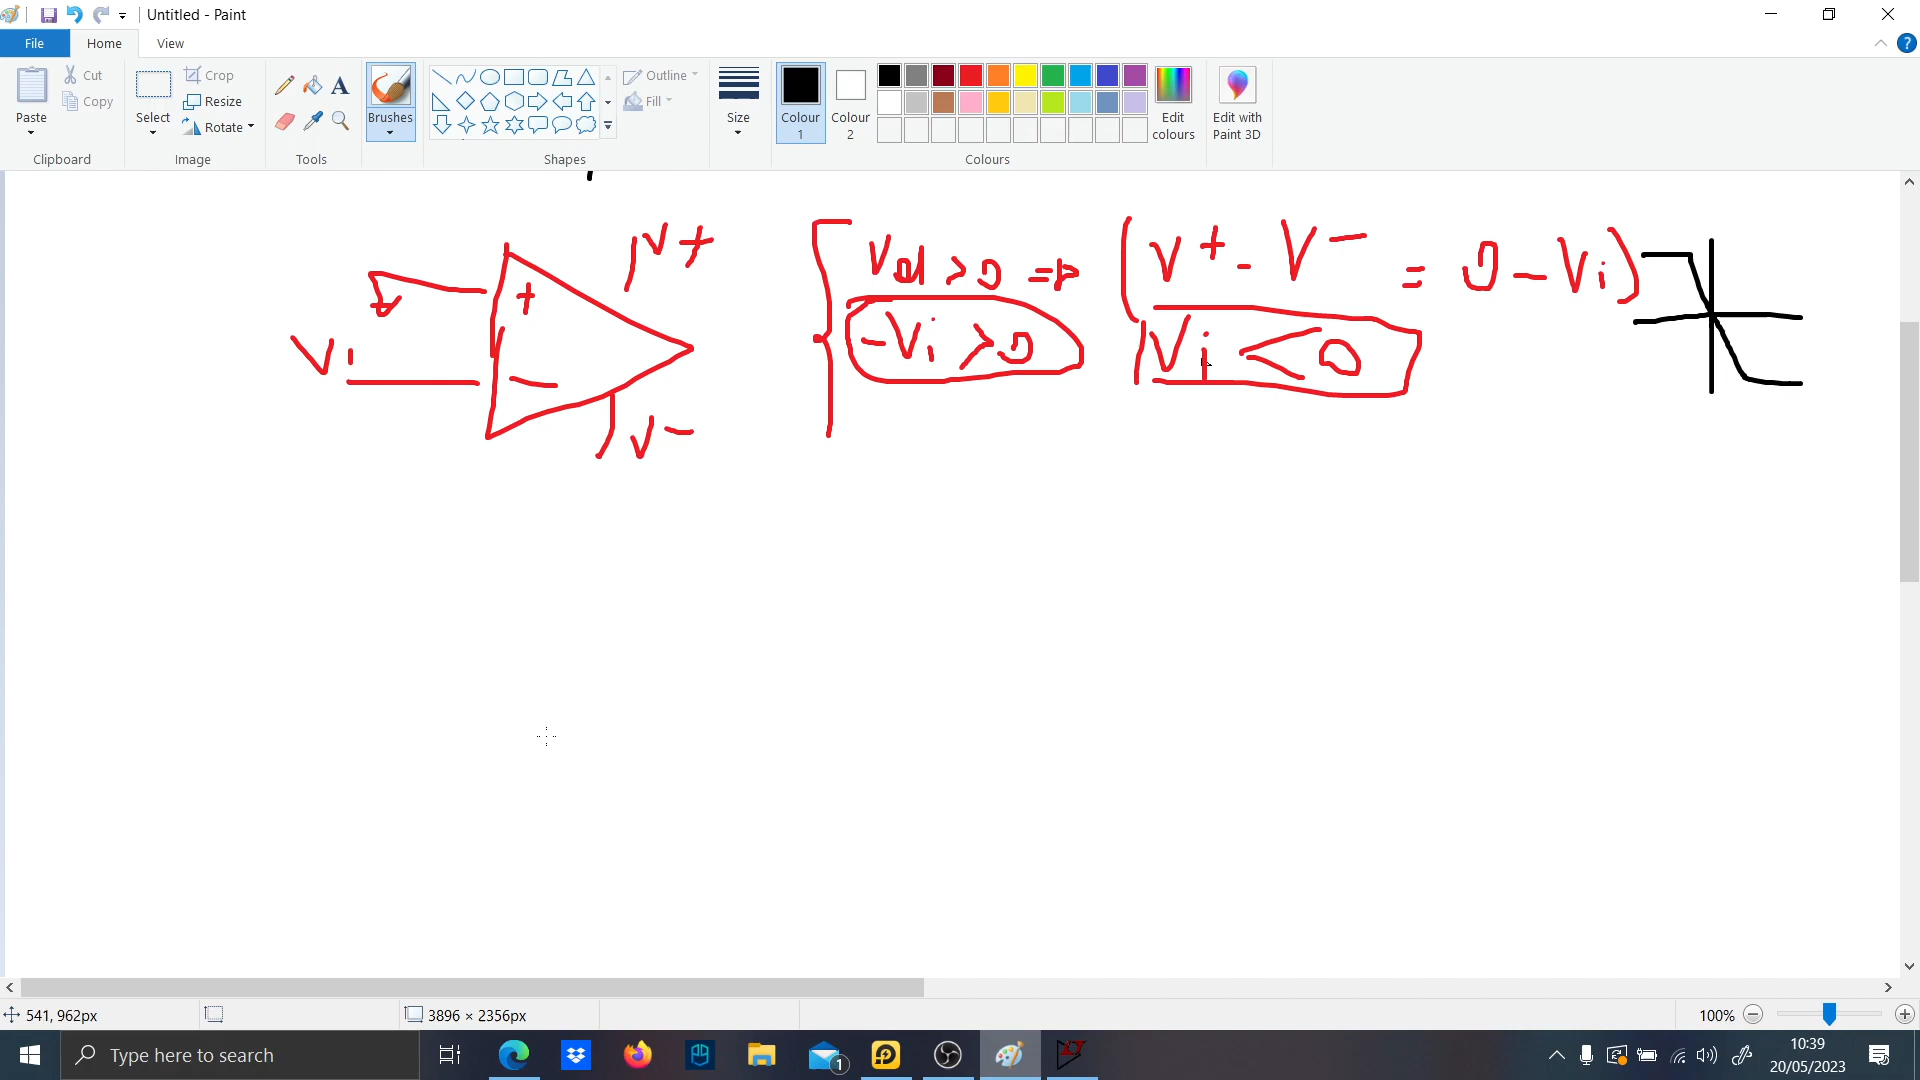 Untitled - Paint
File
Home
View
Paste
Cut
Copy
Clipboard
Select
Crop
Resize
Rotate
Image
Tools
Brushes
Shapes
Outline
Fill
Size
Colour 1
Colour 2
Colours
Edit colours
Edit with Paint 3D
V+
+
Vi
-
V-
Vd > 0 => (V+ - V- = 0 - Vi)
-Vi > 0
Vi < 0
541, 962px
3896 × 2356px
100%
Type here to search
1
10:39
20/05/2023